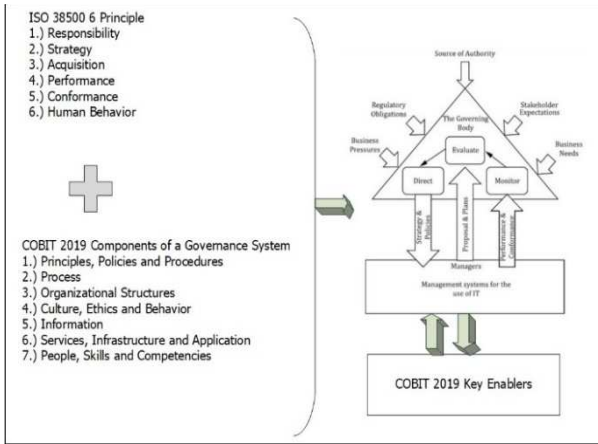 ISO 38500 6 Principle
1.) Responsibility
2.) Strategy
3.) Acquisition
4.) Performance
5.) Conformance
6.) Human Behavior
COBIT 2019 Components of a Governance System
1.) Principles, Policies and Procedures
2.) Process
3.) Organizational Structures
4.) Culture, Ethics and Behavior
5.) Information
6.) Services, Infrastructure and Application
7.) People, Skills and Competencies
Source of Authority
Regulatory
Obligations
Stakeholder
Expectations
The Governing
Body
Business
Pressures
Business
Needs
Evaluate
Direct
Monitor
Strategy &
Policies
Proposal & Plans
Performance &
Conformance
Managers
Management systems for the
use of IT
COBIT 2019 Key Enablers